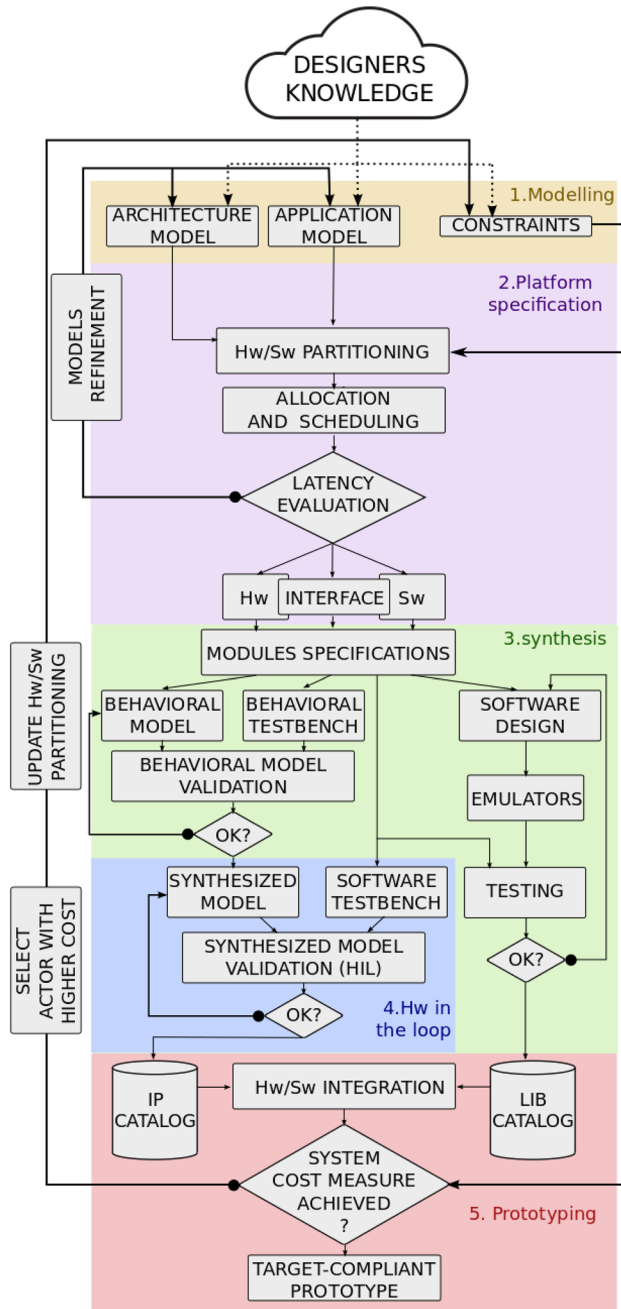 DESIGNERS
KNOWLEDGE
1.Modelling
ARCHITECTURE
MODEL
APPLICATION
MODEL
CONSTRAINTS
2.Platform
specification
MODELS
REFINEMENT
Hw/Sw PARTITIONING
ALLOCATION
AND SCHEDULING
LATENCY
EVALUATION
Hw
INTERFACE
Sw
3.synthesis
MODULES SPECIFICATIONS
UPDATE Hw/Sw
PARTITIONING
BEHAVIORAL
MODEL
BEHAVIORAL
TESTBENCH
SOFTWARE
DESIGN
BEHAVIORAL MODEL
VALIDATION
EMULATORS
OK?
SYNTHESIZED
MODEL
SOFTWARE
TESTBENCH
TESTING
SELECT
ACTOR WITH
HIGHER COST
SYNTHESIZED MODEL
VALIDATION (HIL)
OK?
OK?
4.Hw in
the loop
IP
CATALOG
Hw/Sw INTEGRATION
LIB
CATALOG
SYSTEM
COST MEASURE
ACHIEVED
?
5. Prototyping
TARGET-COMPLIANT
PROTOTYPE